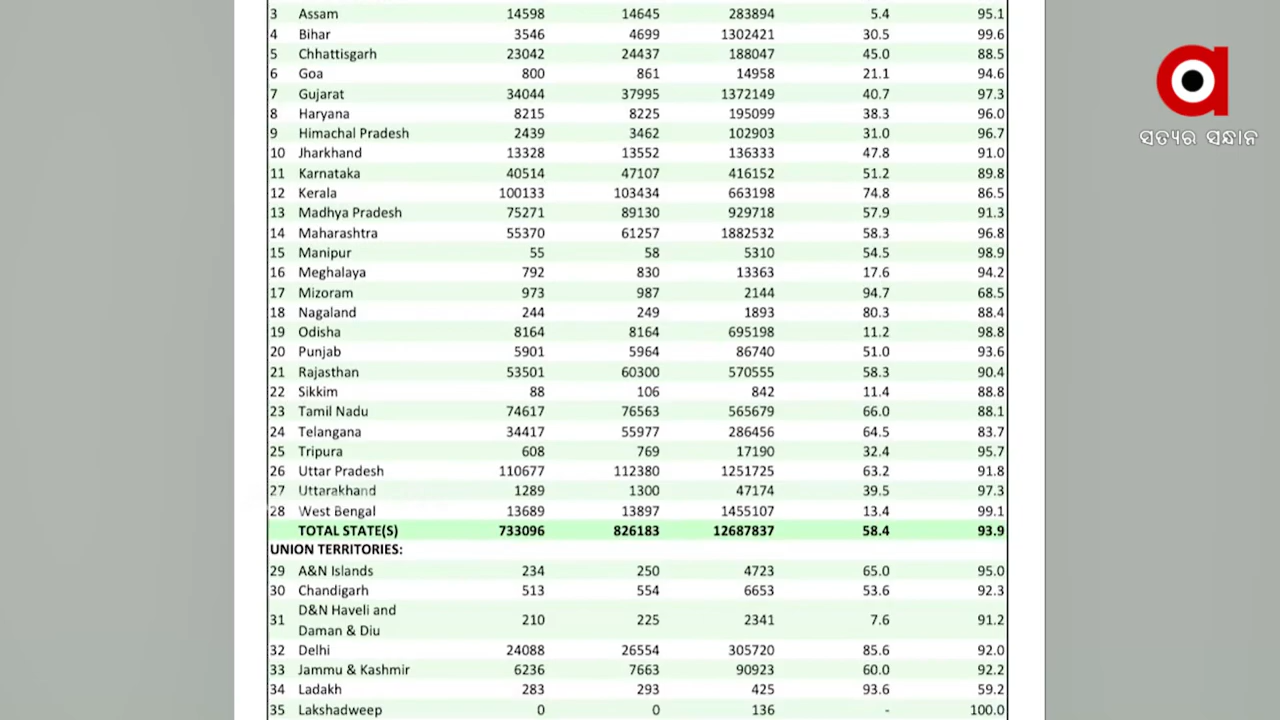 3 Assam 14598 14645 283894 5.4 95.1
4 Bihar 3546 4699 1302421 30.5 99.6
5 Chhattisgarh 23042 24437 188047 45.0 88.5
6 Goa 800 861 14958 21.1 94.6
7 Gujarat 34044 37995 1372149 40.7 97.3
8 Haryana 8215 8225 195099 38.3 96.0
9 Himachal Pradesh 2439 3462 102903 31.0 96.7
10 Jharkhand 13328 13552 136333 47.8 91.0
11 Karnataka 40514 47107 416152 51.2 89.8
12 Kerala 100133 103434 663198 74.8 86.5
13 Madhya Pradesh 75271 89130 929718 57.9 91.3
14 Maharashtra 55370 61257 1882532 58.3 96.8
15 Manipur 55 58 5310 54.5 98.9
16 Meghalaya 792 830 13363 17.6 94.2
17 Mizoram 973 987 2144 94.7 68.5
18 Nagaland 244 249 1893 80.3 88.4
19 Odisha 8164 8164 695198 11.2 98.8
20 Punjab 5901 5964 86740 51.0 93.6
21 Rajasthan 53501 60300 570555 58.3 90.4
22 Sikkim 88 106 842 11.4 88.8
23 Tamil Nadu 74617 76563 565679 66.0 88.1
24 Telangana 34417 55977 286456 64.5 83.7
25 Tripura 608 769 17190 32.4 95.7
26 Uttar Pradesh 110677 112380 1251725 63.2 91.8
27 Uttarakhand 1289 1300 47174 39.5 97.3
28 West Bengal 13689 13897 1455107 13.4 99.1
TOTAL STATE(S) 733096 826183 12687837 58.4 93.9
UNION TERRITORIES:
29 A&N Islands 234 250 4723 65.0 95.0
30 Chandigarh 513 554 6653 53.6 92.3
31 D&N Haveli and
Daman & Diu 210 225 2341 7.6 91.2
32 Delhi 24088 26554 305720 85.6 92.0
33 Jammu & Kashmir 6236 7663 90923 60.0 92.2
34 Ladakh 283 293 425 93.6 59.2
35 Lakshadweep 0 0 136 - 100.0
a
ସତ୍ୟର ସନ୍ଧାନ